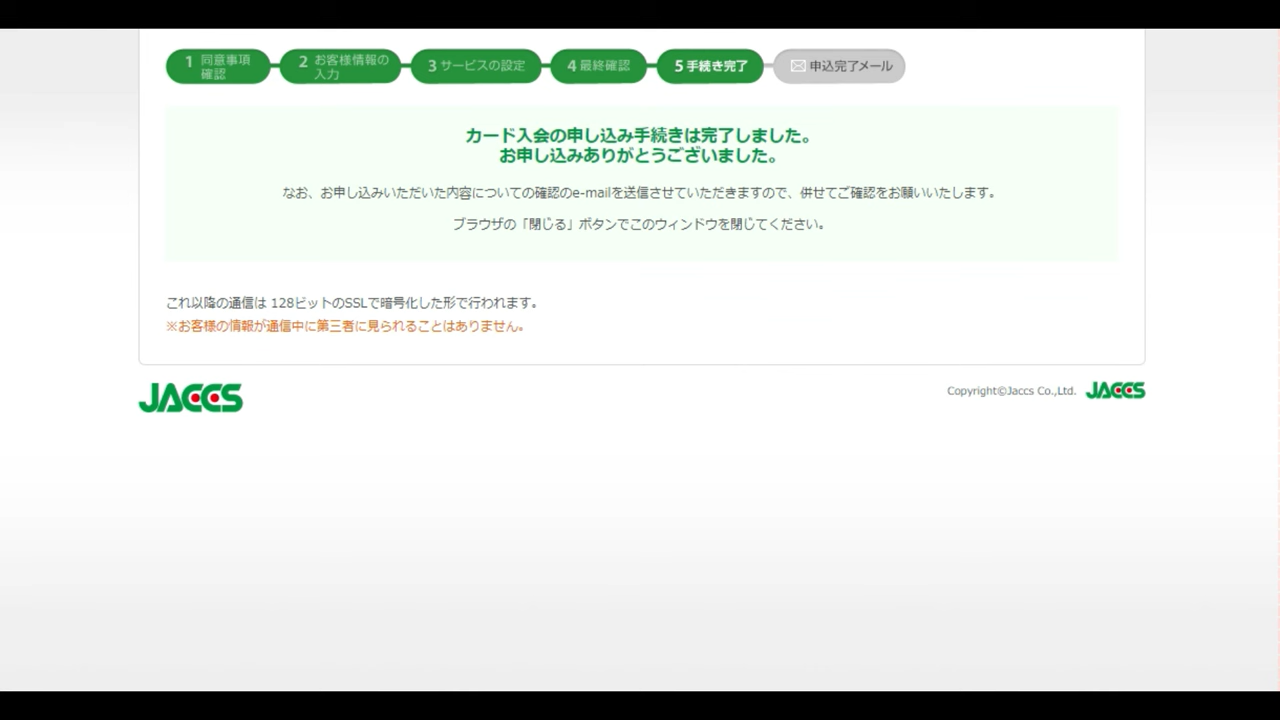 1 同意事項
確認
2 お客様情報の
入力
3 サービスの設定
4 最終確認
5 手続き完了
申込完了メール
カード入会の申し込み手続きは完了しました。
お申し込みありがとうございました。
なお、お申し込みいただいた内容についての確認のe-mailを送信させていただきますので、併せてご確認をお願いいたします。
ブラウザの「閉じる」ボタンでこのウィンドウを閉じてください。
これ以降の通信は 128ビットのSSLで暗号化した形で行われます。
※お客様の情報が通信中に第三者に見られることはありません。
JACCS
Copyright©Jaccs Co.,Ltd. JACCS